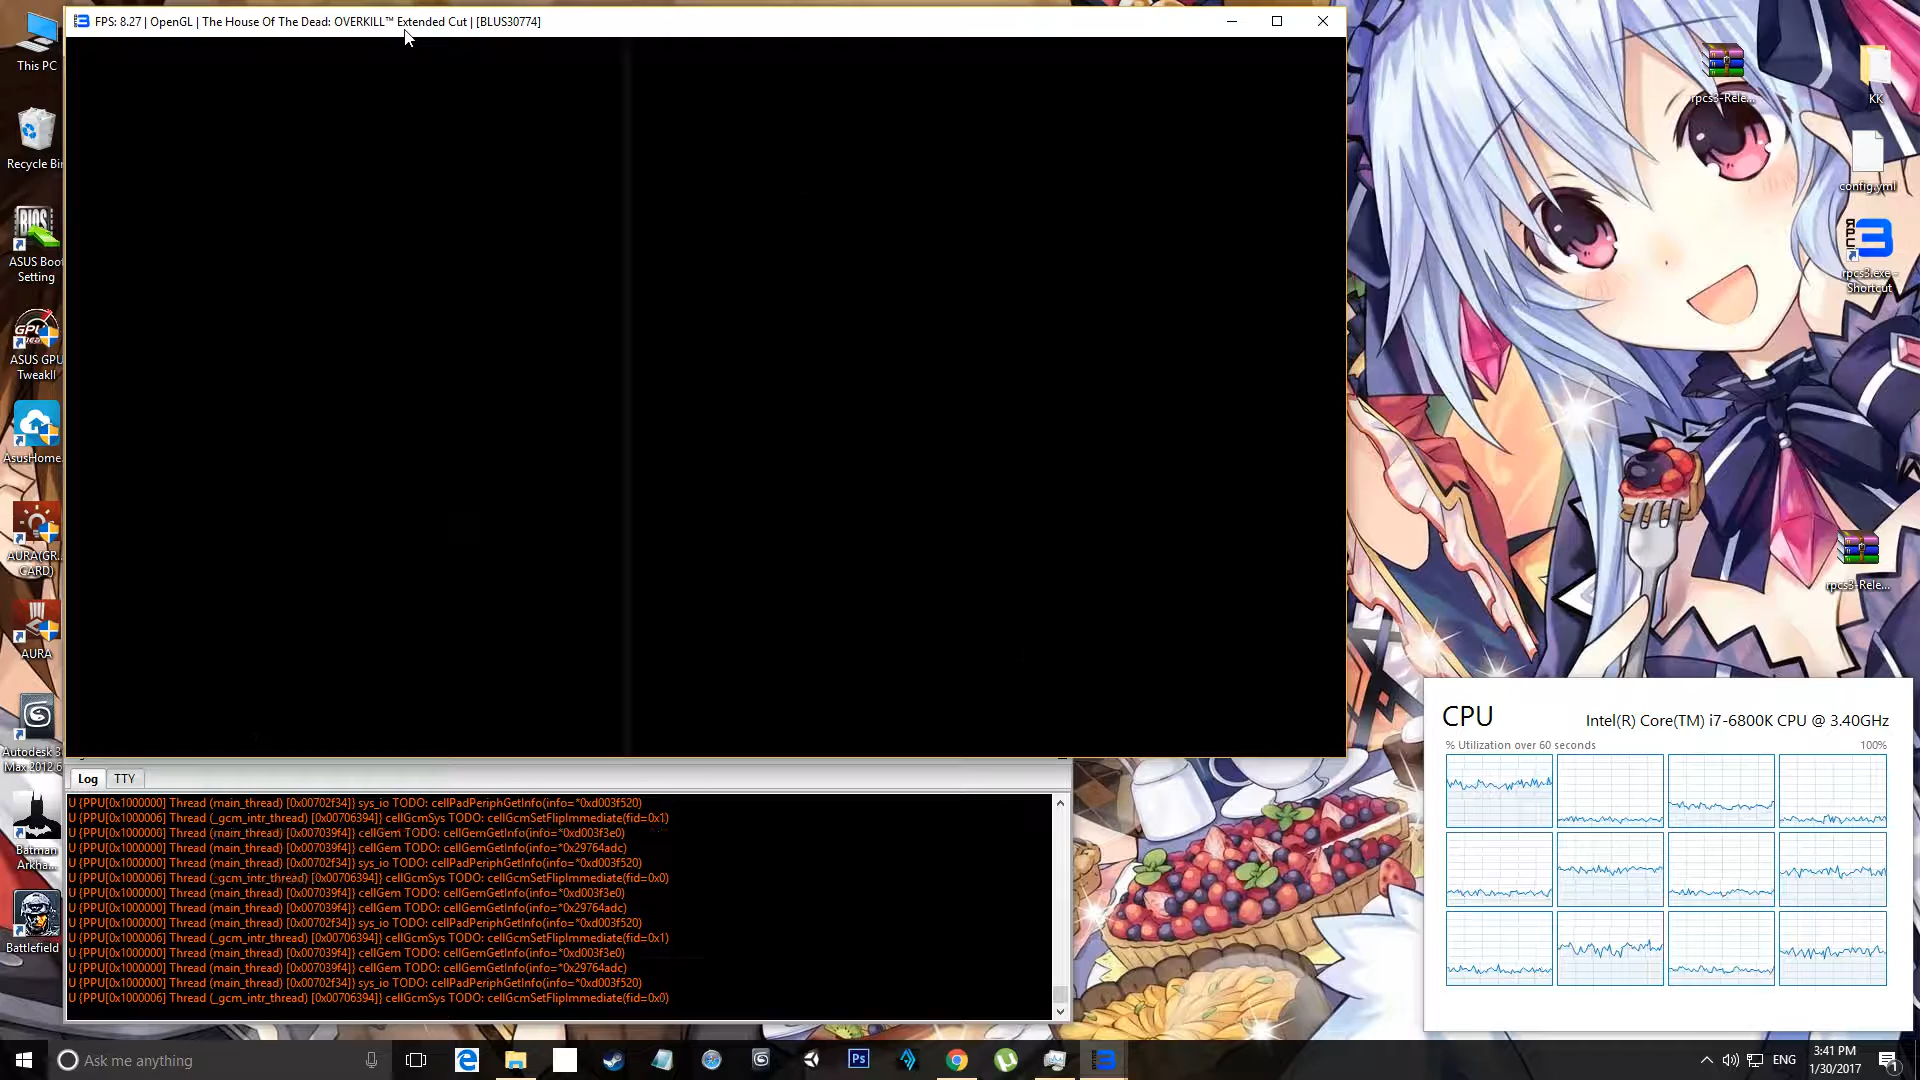 FPS: 8.27 | OpenGL | The House Of The Dead: OVERKILL™ Extended Cut | [BLUS30774]
This PC
Recycle Bin
ASUS Boot
Setting
ASUS GPU
TweakII
AsusHome.
AURA(GR...
CARD)
AURA
Autodesk 3
Max 2012 6
Batman
Arkha...
Battlefield
rpcs3-Rele...
KK
config.yml
rpcs3.exe -
Shortcut
rpcs3-Rele...
CPU
Intel(R) Core(TM) i7-6800K CPU @ 3.40GHz
% Utilization over 60 seconds
100%
Log
TTY
U {PPU[0x1000000] Thread (main_thread) [0x00702f34]} sys_io TODO: cellPadPeriphGetInfo(info=*0xd003f520)
U {PPU[0x1000006] Thread (_gcm_intr_thread) [0x00706394]} cellGcmSys TODO: cellGcmSetFlipImmediate(fid=0x1)
U {PPU[0x1000000] Thread (main_thread) [0x007039f4]} cellGem TODO: cellGemGetInfo(info=*0xd003f3e0)
U {PPU[0x1000000] Thread (main_thread) [0x007039f4]} cellGem TODO: cellGemGetInfo(info=*0x29764adc)
U {PPU[0x1000000] Thread (main_thread) [0x00702f34]} sys_io TODO: cellPadPeriphGetInfo(info=*0xd003f520)
U {PPU[0x1000006] Thread (_gcm_intr_thread) [0x00706394]} cellGcmSys TODO: cellGcmSetFlipImmediate(fid=0x0)
U {PPU[0x1000000] Thread (main_thread) [0x007039f4]} cellGem TODO: cellGemGetInfo(info=*0xd003f3e0)
U {PPU[0x1000000] Thread (main_thread) [0x007039f4]} cellGem TODO: cellGemGetInfo(info=*0x29764adc)
U {PPU[0x1000000] Thread (main_thread) [0x00702f34]} sys_io TODO: cellPadPeriphGetInfo(info=*0xd003f520)
U {PPU[0x1000006] Thread (_gcm_intr_thread) [0x00706394]} cellGcmSys TODO: cellGcmSetFlipImmediate(fid=0x1)
U {PPU[0x1000000] Thread (main_thread) [0x007039f4]} cellGem TODO: cellGemGetInfo(info=*0xd003f3e0)
U {PPU[0x1000000] Thread (main_thread) [0x007039f4]} cellGem TODO: cellGemGetInfo(info=*0x29764adc)
U {PPU[0x1000000] Thread (main_thread) [0x00702f34]} sys_io TODO: cellPadPeriphGetInfo(info=*0xd003f520)
U {PPU[0x1000006] Thread (_gcm_intr_thread) [0x00706394]} cellGcmSys TODO: cellGcmSetFlipImmediate(fid=0x0)
Ask me anything
Ps
ENG
3:41 PM
1/30/2017
1